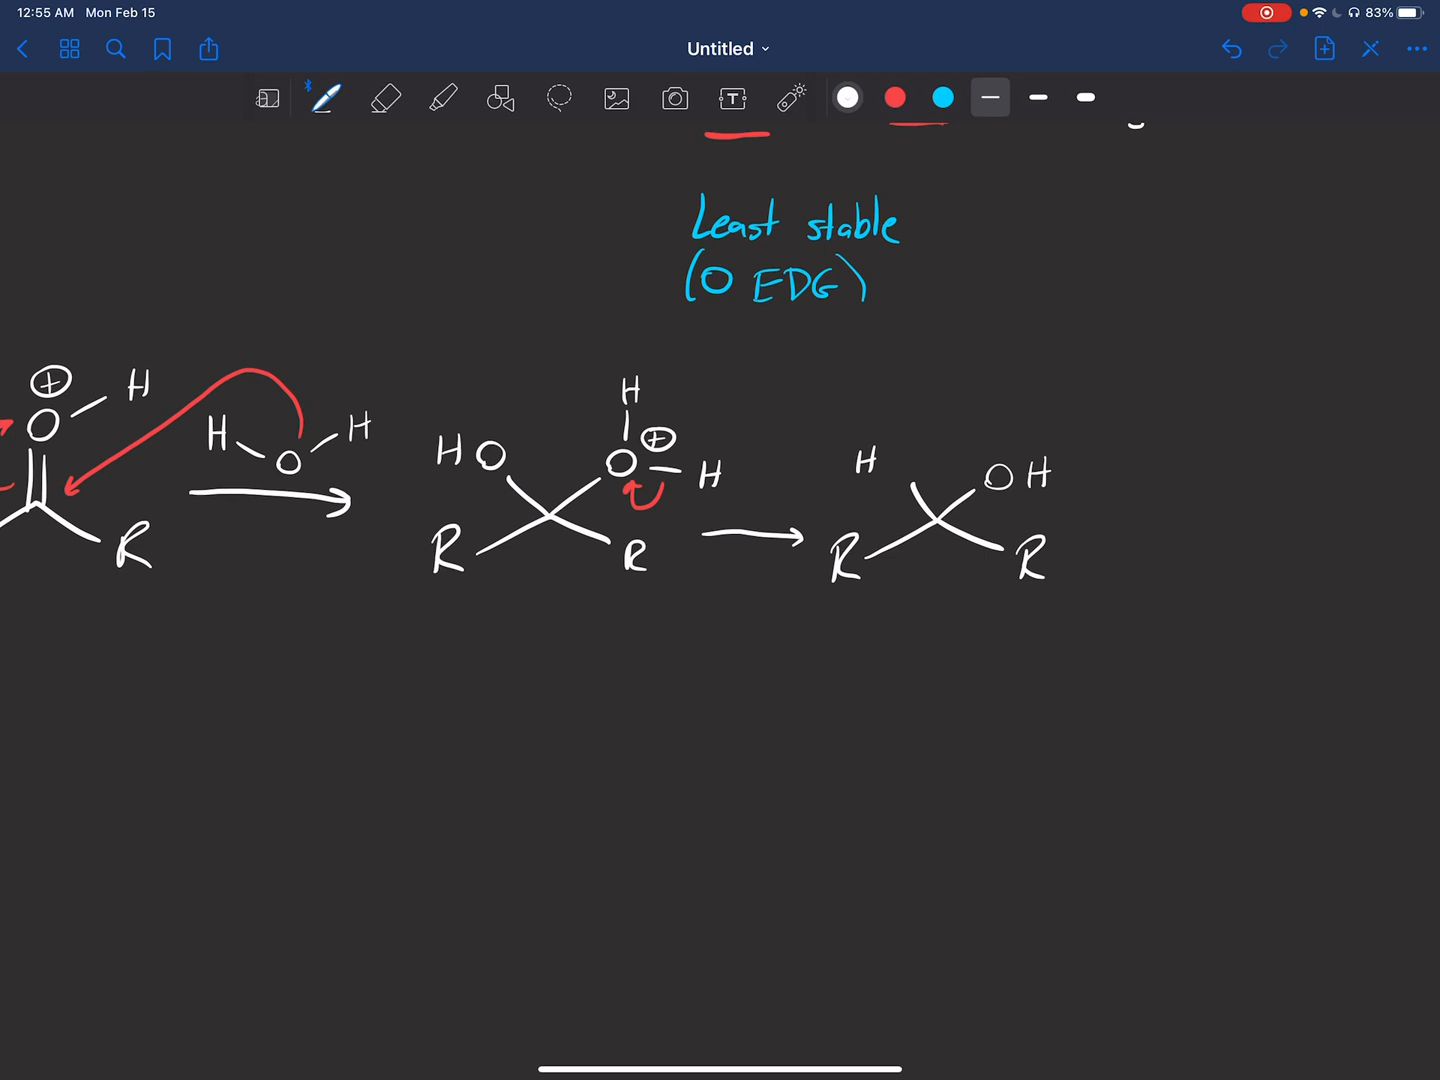 12:55 AM Mon Feb 15
83%
Untitled
T
Least stable
(0 EDG)
+ H
O
H O H
R
H
HO O + H
R R
H OH
R R